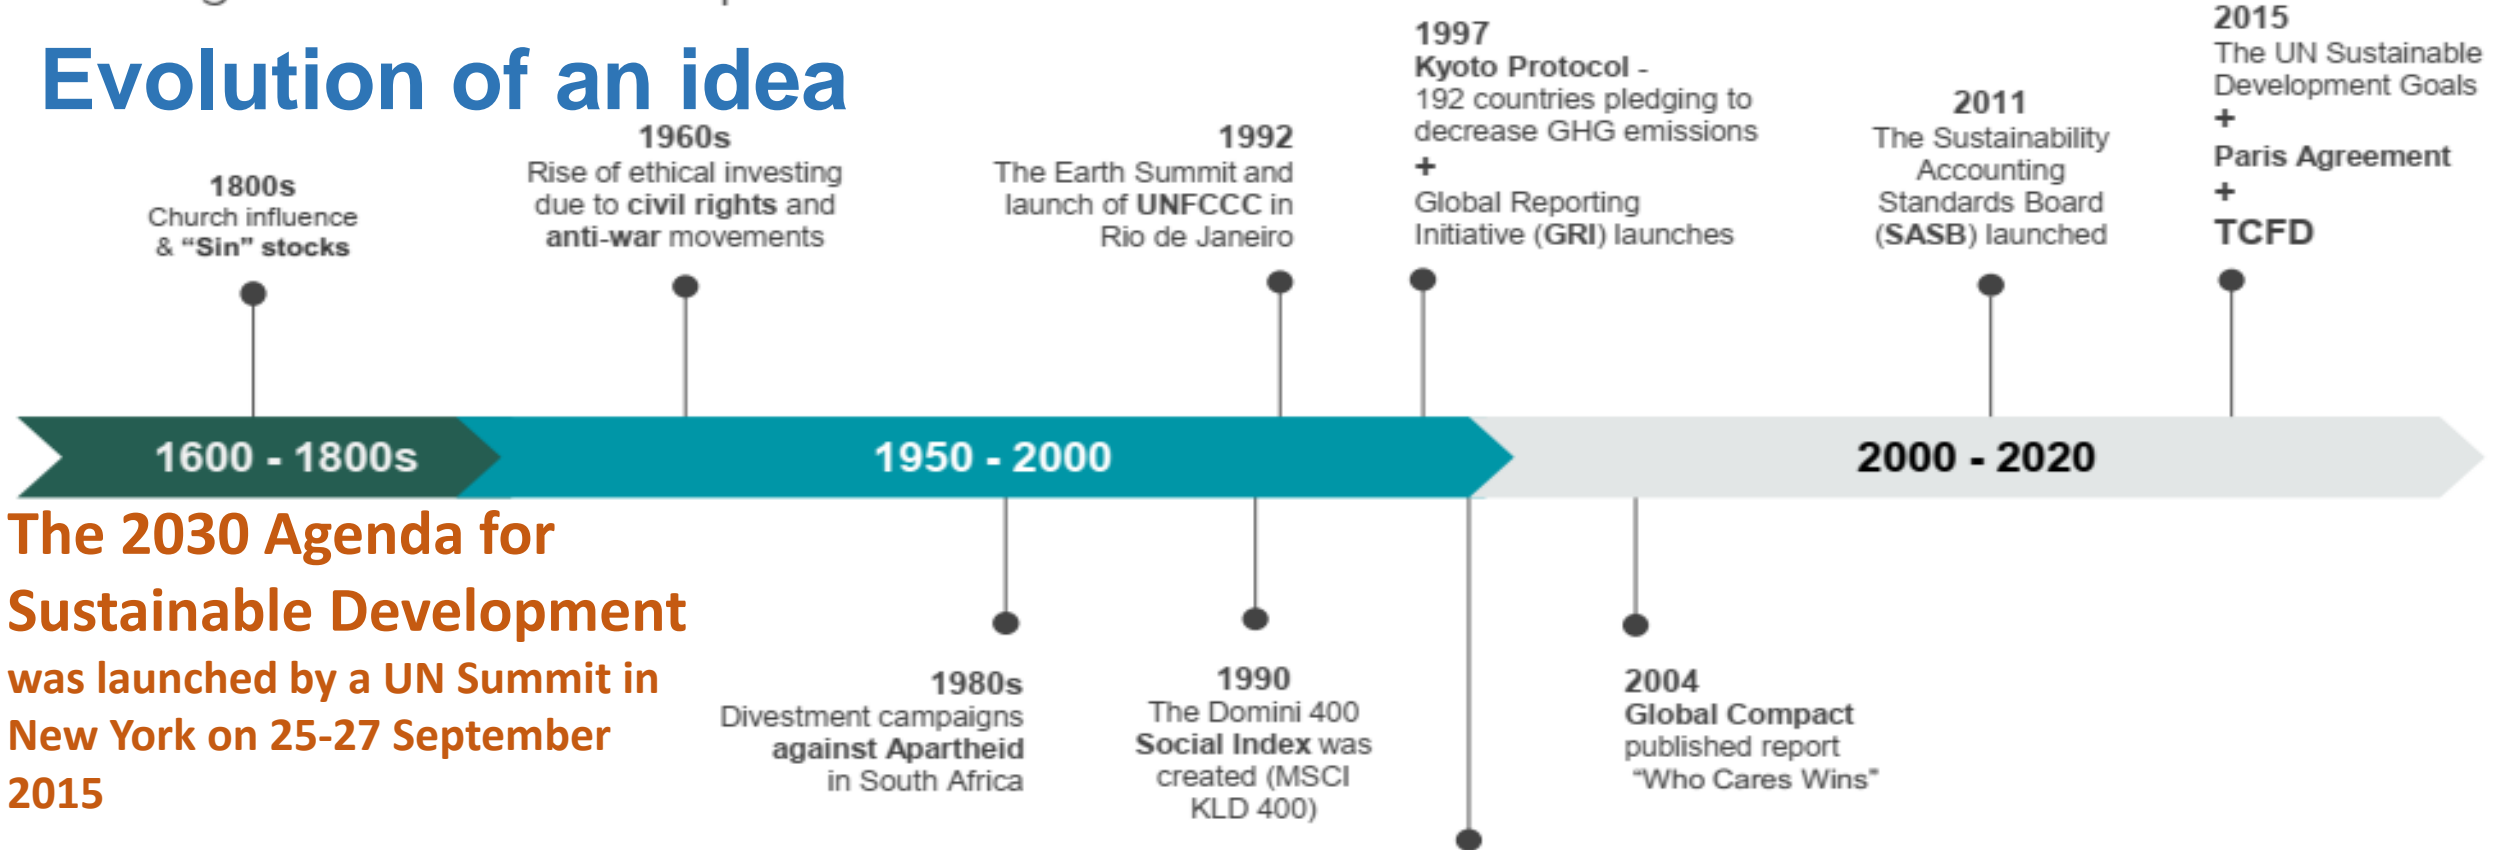 Evolution of an idea
1800s
Church influence
& “Sin” stocks
1960s
Rise of ethical investing
due to civil rights and
anti-war movements
1992
The Earth Summit and
launch of UNFCCC in
Rio de Janeiro
1997
Kyoto Protocol -
192 countries pledging to
decrease GHG emissions
+
Global Reporting
Initiative (GRI) launches
2011
The Sustainability
Accounting
Standards Board
(SASB) launched
2015
The UN Sustainable
Development Goals
+
Paris Agreement
+
TCFD
1600 - 1800s
1950 - 2000
2000 - 2020
The 2030 Agenda for
Sustainable Development
was launched by a UN Summit in
New York on 25-27 September
2015
1980s
Divestment campaigns
against Apartheid
in South Africa
1990
The Domini 400
Social Index was
created (MSCI
KLD 400)
2004
Global Compact
published report
“Who Cares Wins”